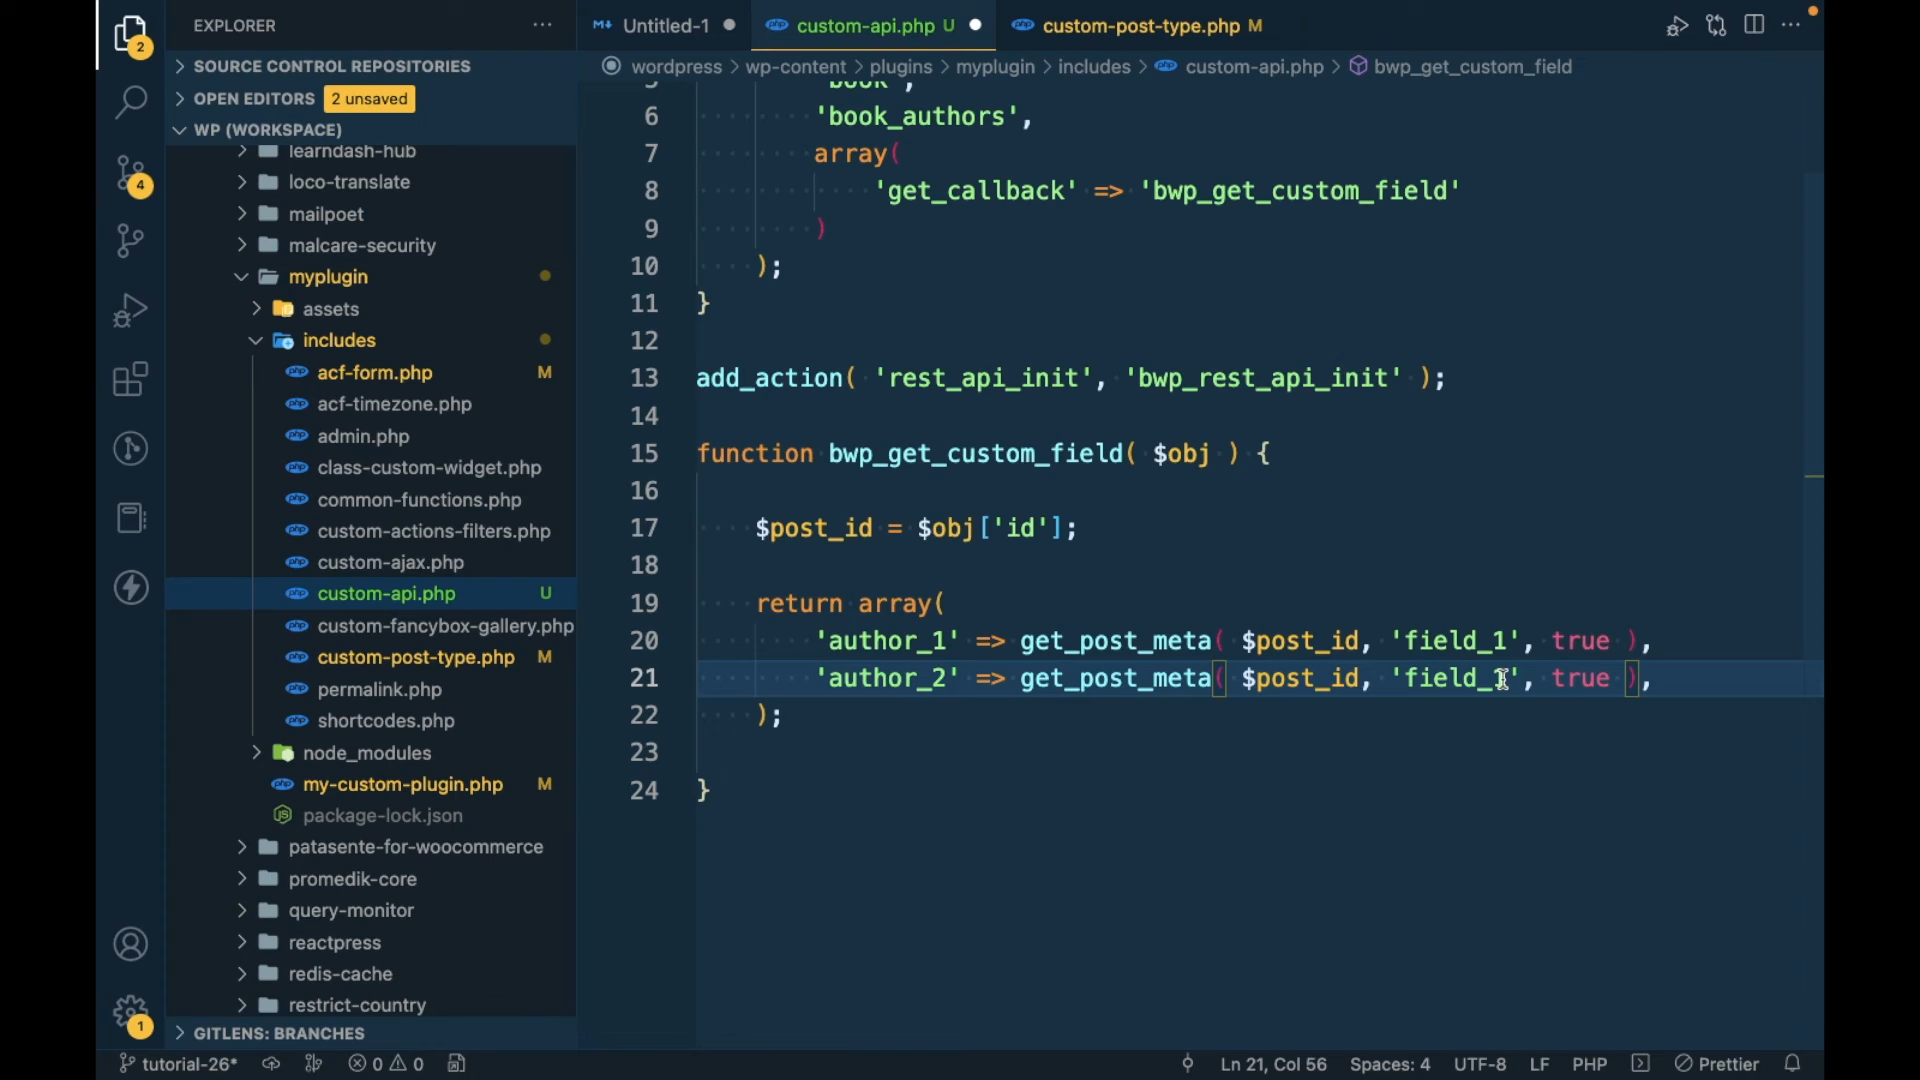 EXPLORER
Untitled-1
custom-api.php U
custom-post-type.php M
2
SOURCE CONTROL REPOSITORIES
wordpress > wp-content > plugins > myplugin > includes > custom-api.php > bwp_get_custom_field
OPEN EDITORS 2 unsaved
WP (WORKSPACE)
learndash-hub
loco-translate
mailpoet
malcare-security
myplugin
assets
includes
acf-form.php M
acf-timezone.php
admin.php
class-custom-widget.php
common-functions.php
custom-actions-filters.php
custom-ajax.php
custom-api.php U
custom-fancybox-gallery.php
custom-post-type.php M
permalink.php
shortcodes.php
node_modules
my-custom-plugin.php M
package-lock.json
patasente-for-woocommerce
promedik-core
query-monitor
reactpress
redis-cache
restrict-country
GITLENS: BRANCHES
4
1
5 'book',
6 'book_authors',
7 array(
8 'get_callback' => 'bwp_get_custom_field'
9 )
10 );
11 }
12
13 add_action( 'rest_api_init', 'bwp_rest_api_init' );
14
15 function bwp_get_custom_field( $obj ) {
16
17 $post_id = $obj['id'];
18
19 return array(
20 'author_1' => get_post_meta( $post_id, 'field_1', true ),
21 'author_2' => get_post_meta( $post_id, 'field_1', true ),
22 );
23
24 }
tutorial-26* 0 0 Ln 21, Col 56 Spaces: 4 UTF-8 LF PHP Prettier